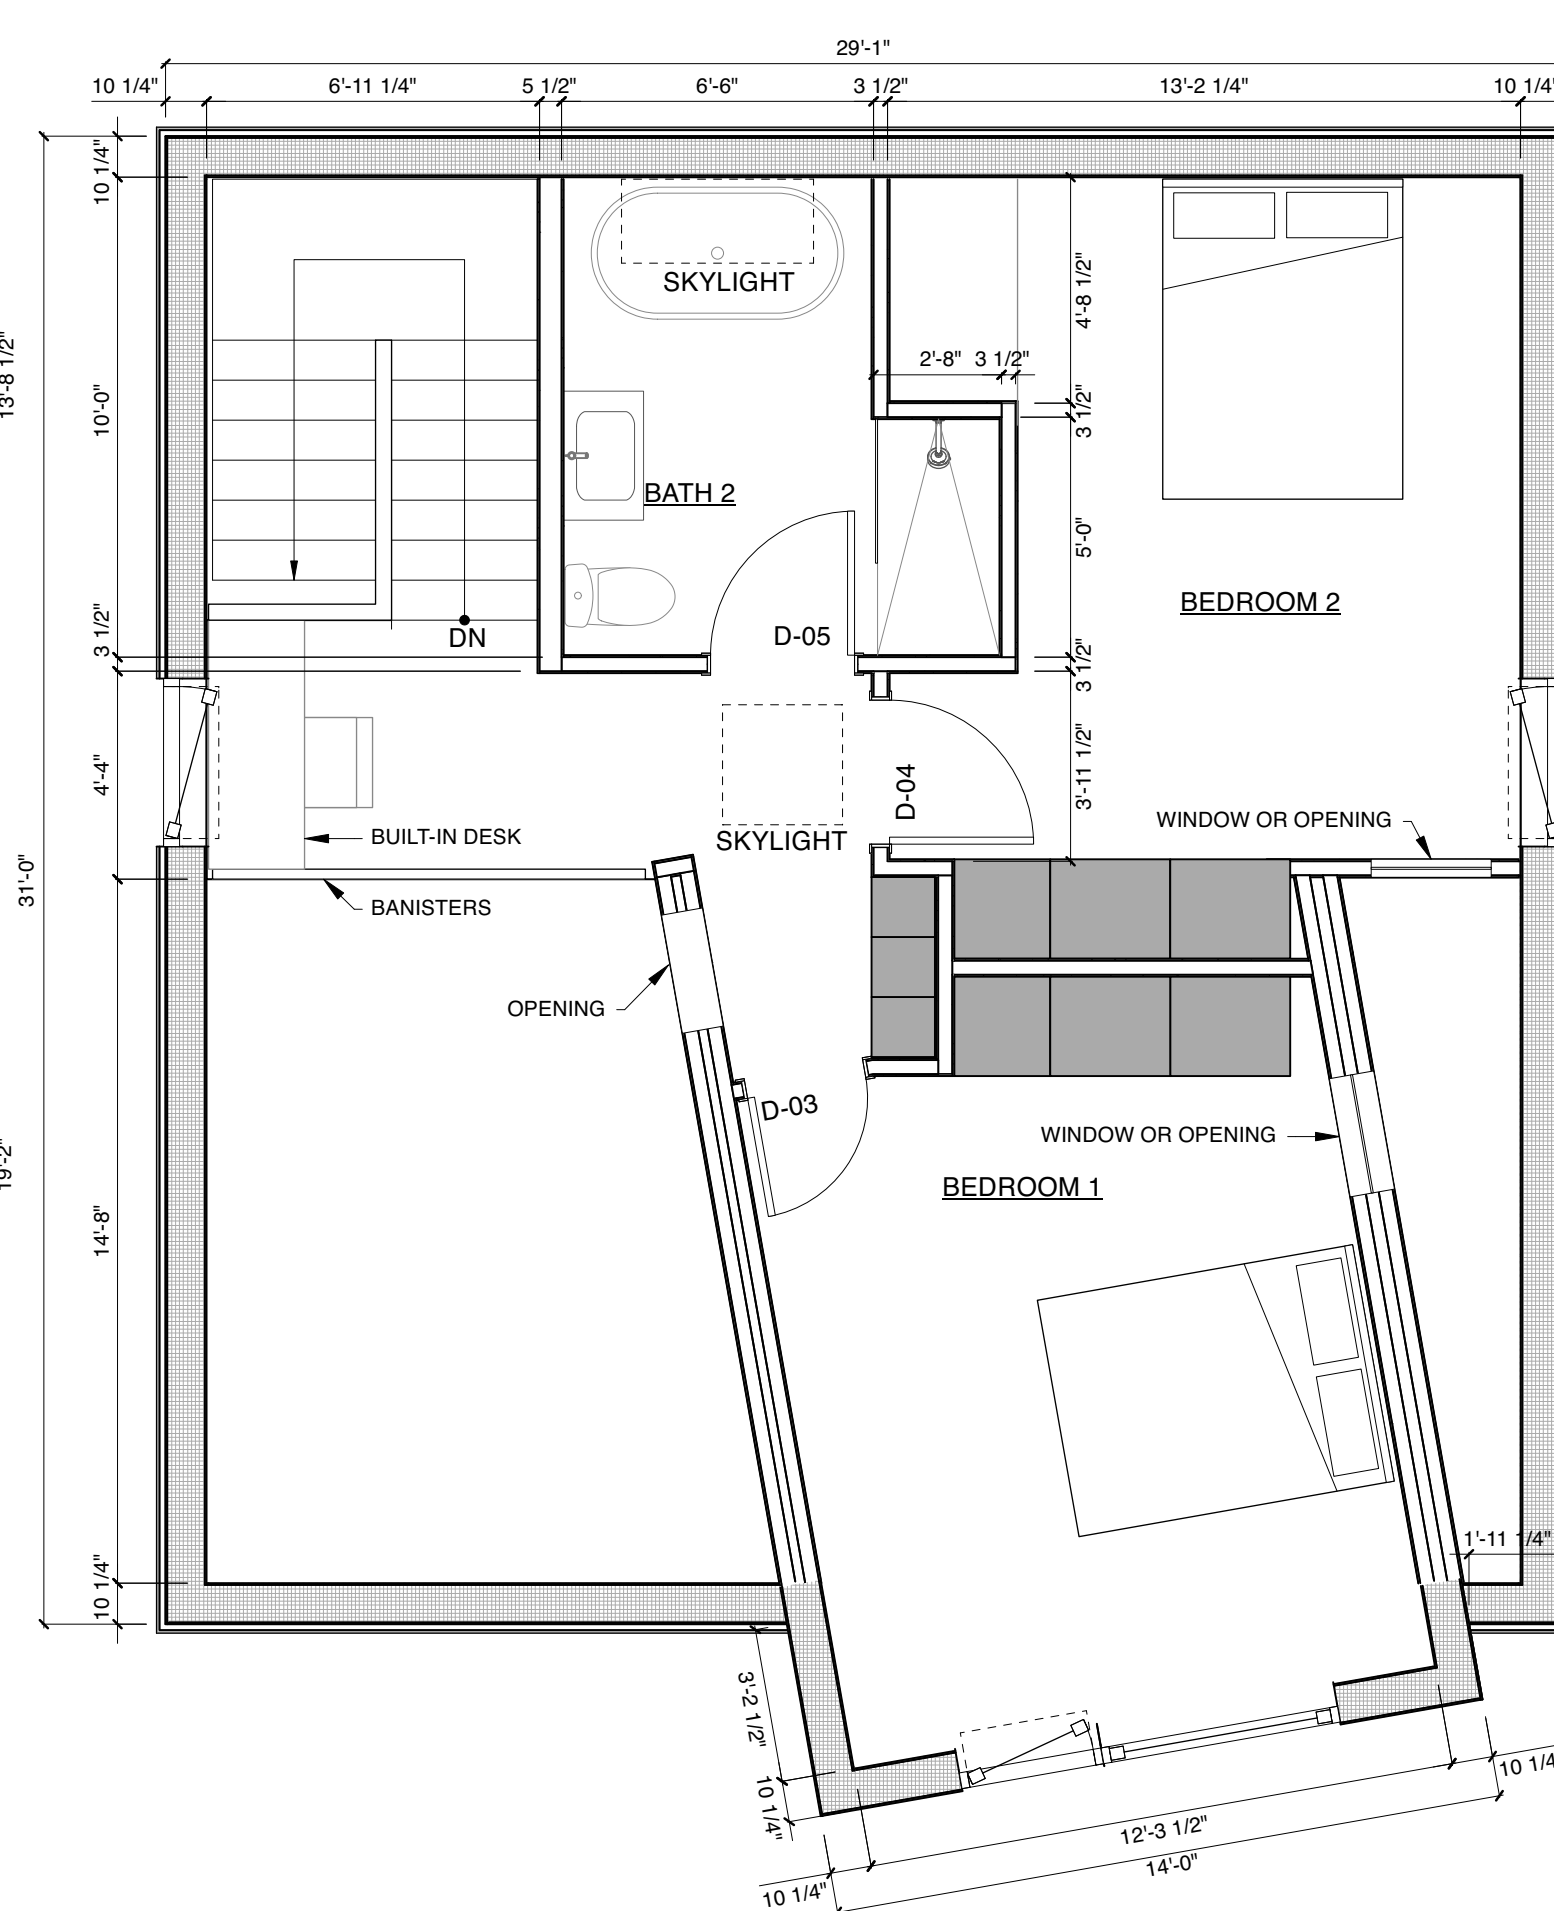 29'-1"
10 1/4"
6'-11 1/4"
5 1/2"
6'-6"
3 1/2"
13'-2 1/4"
10 1/4"
10 1/4"
SKYLIGHT
4'-8 1/2"
13'-8 1/2"
2'-8"
3 1/2"
10'-0"
3 1/2"
BATH 2
5'-0"
BEDROOM 2
3 1/2"
DN
D-05
3 1/2"
4'-4"
3'-11 1/2"
D-04
WINDOW OR OPENING
BUILT-IN DESK
SKYLIGHT
31'-0"
BANISTERS
OPENING
D-03
WINDOW OR OPENING
19'-2"
BEDROOM 1
14'-8"
1'-11 1/4"
10 1/4"
3'-2 1/2"
10 1/4"
10 1/4
12'-3 1/2"
14'-0"
10 1/4"